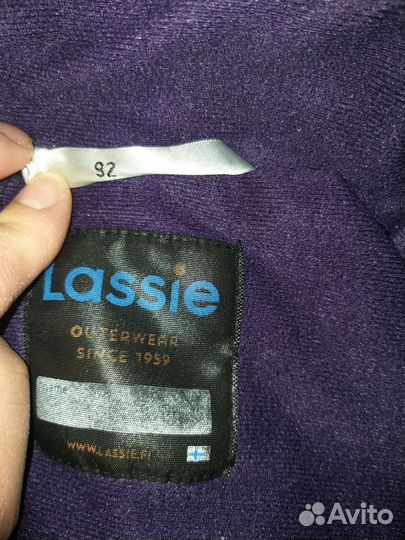 92
Lassie
OUTERWEAR
SINCE 1959
name
WWW.LASSIE.FI
Avito